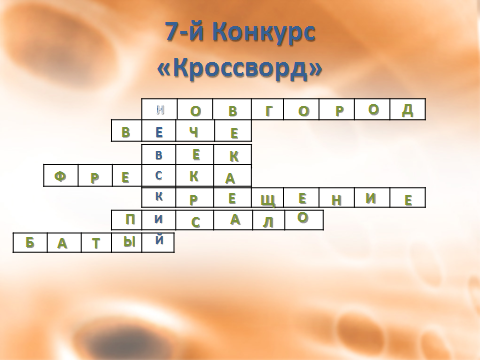 7-й Конкурс
«Кроссворд»
И О В Г О Р О Д
В Е Ч Е
В Е К
Ф Р Е С К А
К Р Е Щ Е Н И Е
П И С А Л О
Б А Т Ы Й